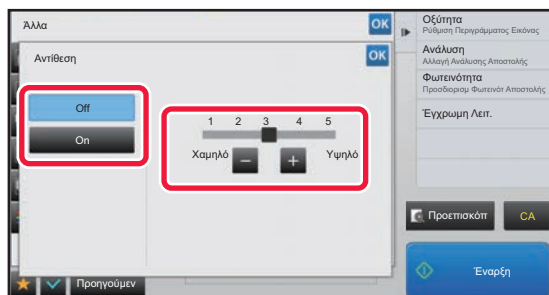 Άλλα
OK
Αντίθεση
OK
Off
On
1 2 3 4 5
Χαμηλό
Υψηλό
Προηγούμεν
Οξύτητα
Ρύθμιση Περιγράμματος Εικόνας
Ανάλυση
Αλλαγή Ανάλυσης Αποστολής
Φωτεινότητα
Προσδιορισμ Φωτεινότ Αποστολής
Έγχρωμη Λειτ.
Προεπισκόπ
CA
Έναρξη